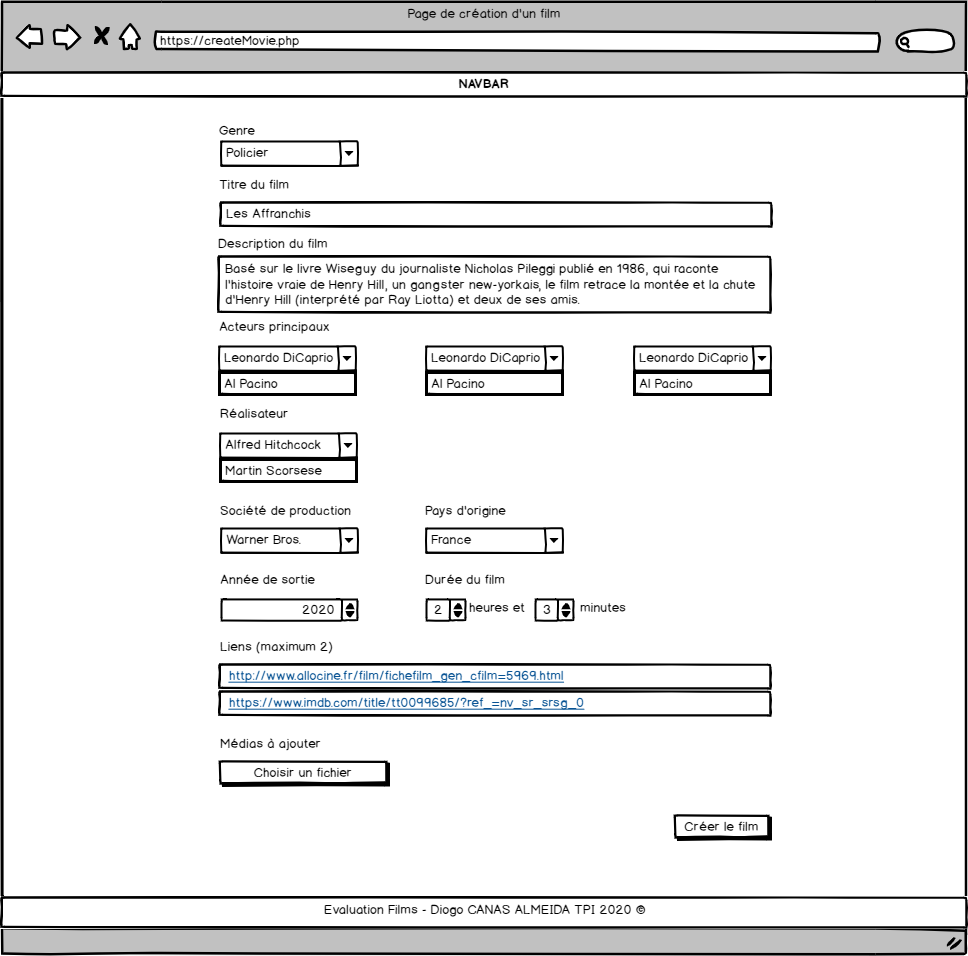 Page de création d'un film
https://createMovie.php
NAVBAR
Genre
Policier
Titre du film
Les Affranchis
Description du film
Basé sur le livre Wiseguy du journaliste Nicholas Pileggi publié en 1986, qui raconte
l'histoire vraie de Henry Hill, un gangster new-yorkais, le film retrace la montée et la chute
d'Henry Hill (interprété par Ray Liotta) et deux de ses amis.
Acteurs principaux
Leonardo DiCaprio Leonardo DiCaprio Leonardo DiCaprio
Al Pacino Al Pacino Al Pacino
Réalisateur
Alfred Hitchcock
Martin Scorsese
Société de production Pays d'origine
Warner Bros. France
Année de sortie Durée du film
2020 2 heures et 3 minutes
Liens (maximum 2)
http://www.allocine.fr/film/fichefilm_gen_cfilm=5969.html
https://www.imdb.com/title/tt0099685/?ref_=nv_sr_srsg_0
Médias à ajouter
Choisir un fichier
Créer le film
Evaluation Films - Diogo CANAS ALMEIDA TPI 2020 ©